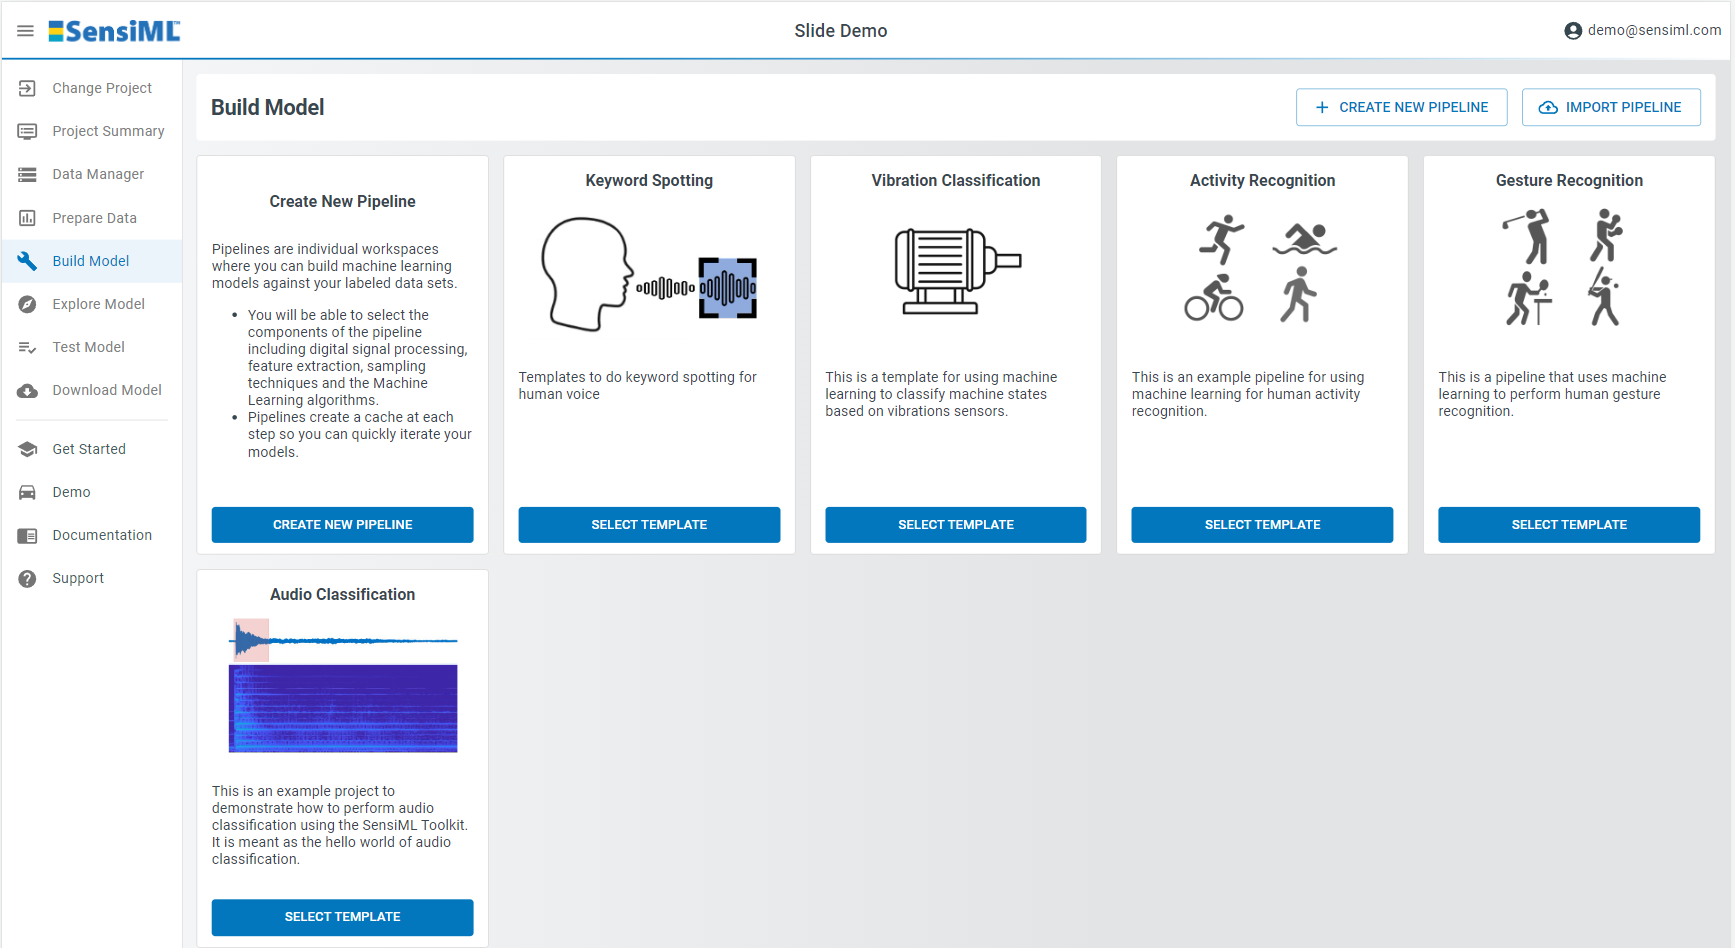 SensiML™
Slide Demo
demo@sensiml.com
Change Project
Project Summary
Data Manager
Prepare Data
Build Model
Explore Model
Test Model
Download Model
Get Started
Demo
Documentation
Support
Build Model
CREATE NEW PIPELINE
IMPORT PIPELINE
Create New Pipeline
Pipelines are individual workspaces
where you can build machine learning
models against your labeled data sets.
• You will be able to select the
components of the pipeline
including digital signal processing,
feature extraction, sampling
techniques and the Machine
Learning algorithms.
• Pipelines create a cache at each
step so you can quickly iterate your
models.
CREATE NEW PIPELINE
Keyword Spotting
Templates to do keyword spotting for
human voice
SELECT TEMPLATE
Vibration Classification
This is a template for using machine
learning to classify machine states
based on vibrations sensors.
SELECT TEMPLATE
Activity Recognition
This is an example pipeline for using
machine learning for human activity
recognition.
SELECT TEMPLATE
Gesture Recognition
This is a pipeline that uses machine
learning to perform human gesture
recognition.
SELECT TEMPLATE
Audio Classification
This is an example project to
demonstrate how to perform audio
classification using the SensiML Toolkit.
It is meant as the hello world of audio
classification.
SELECT TEMPLATE